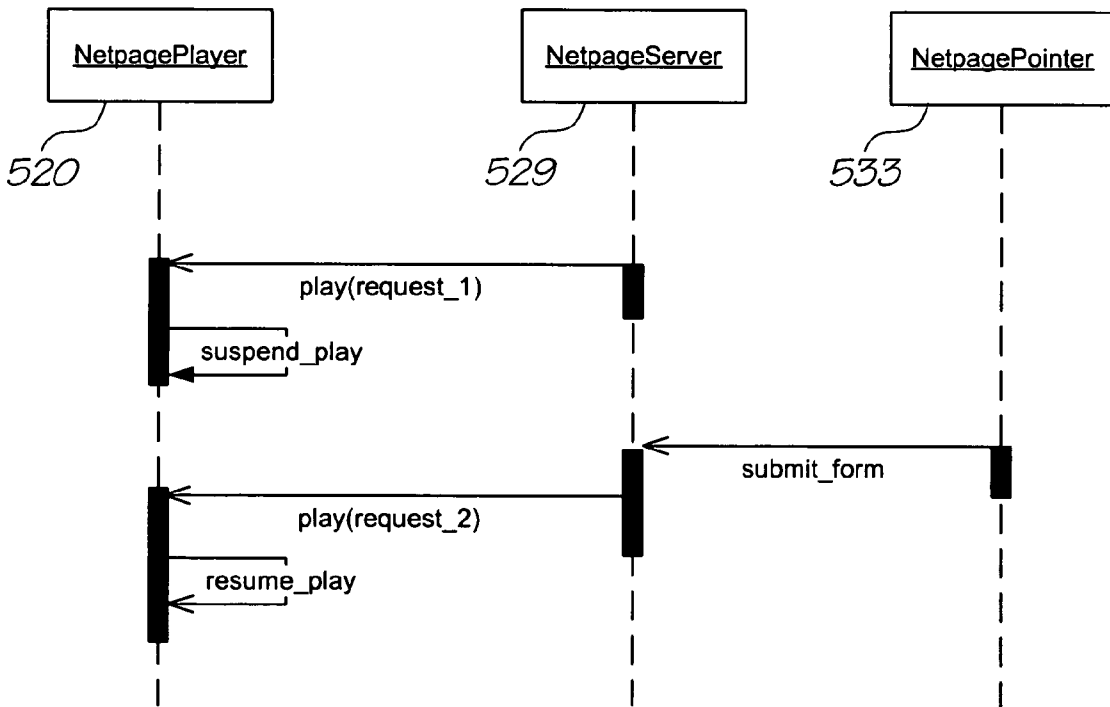 NetpagePlayer
NetpageServer
NetpagePointer
520
529
533
play(request_1)
suspend_play
submit_form
play(request_2)
resume_play